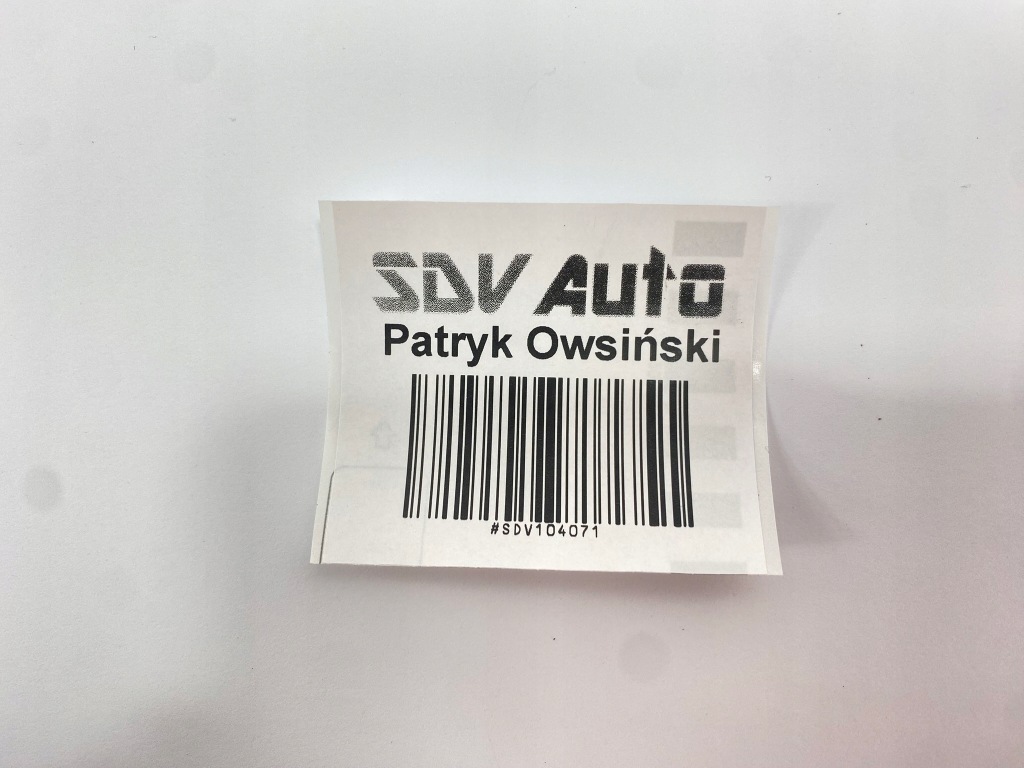 SDV Auto
Patryk Owsiński
#SDV104071